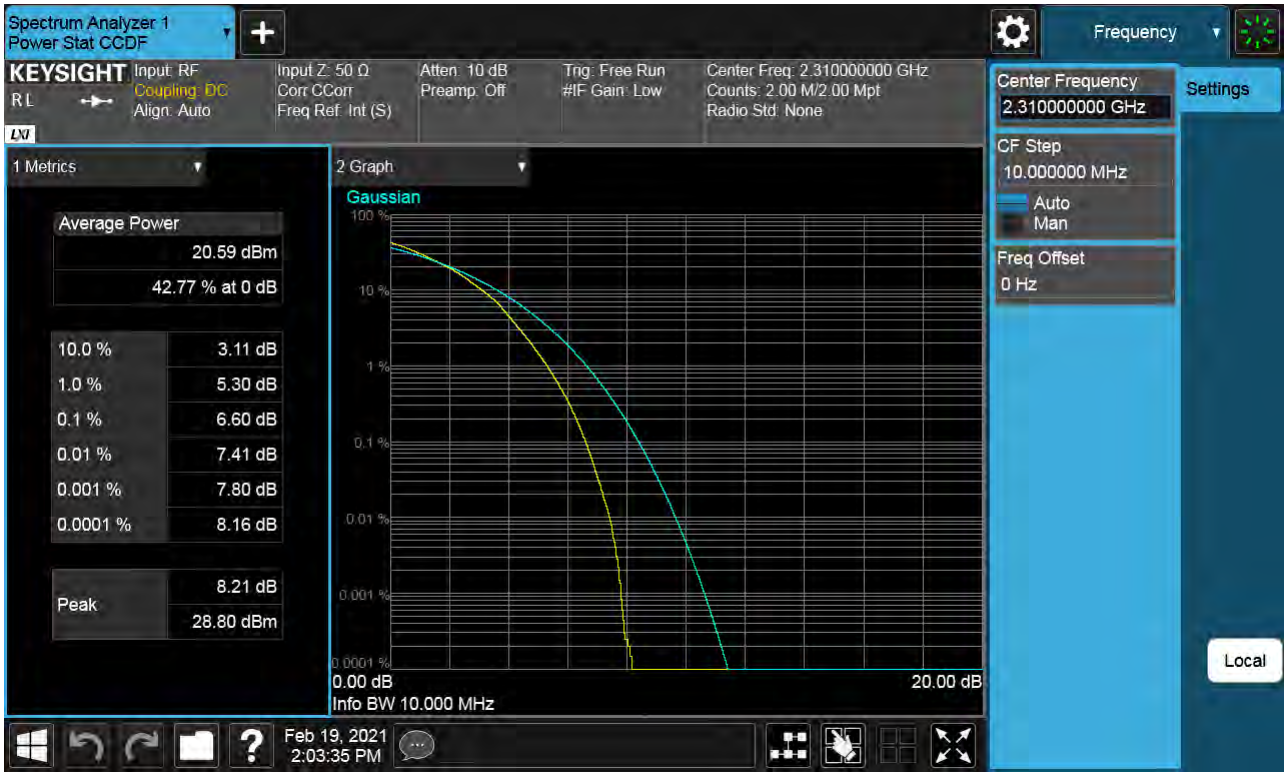 Spectrum Analyzer 1
Power Stat CCDF
+
Frequency
KEYSIGHT
R L
LXI
Input: RF
Coupling: DC
Align: Auto
Input Z: 50 Ω
Corr CCorr
Freq Ref: Int (S)
Atten: 10 dB
Preamp: Off
Trig: Free Run
#IF Gain: Low
Center Freq: 2.310000000 GHz
Counts: 2.00 M/2.00 Mpt
Radio Std: None
Center Frequency
2.310000000 GHz
Settings
CF Step
10.000000 MHz
Auto
Man
Freq Offset
0 Hz
1 Metrics
Average Power
20.59 dBm
42.77 % at 0 dB
10.0 % 3.11 dB
1.0 % 5.30 dB
0.1 % 6.60 dB
0.01 % 7.41 dB
0.001 % 7.80 dB
0.0001 % 8.16 dB
Peak
8.21 dB
28.80 dBm
2 Graph
Gaussian
100 %
10 %
1 %
0.1 %
0.01 %
0.001 %
0.0001 %
0.00 dB 20.00 dB
Info BW 10.000 MHz
Local
?
Feb 19, 2021
2:03:35 PM